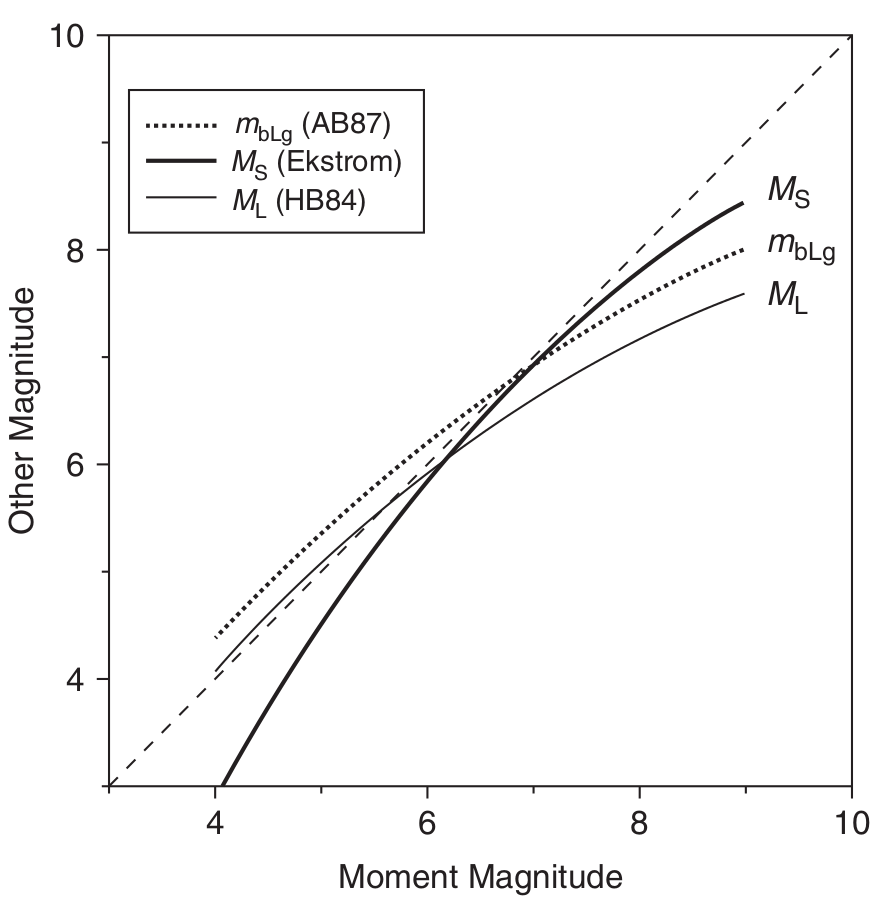 10
m_bLg (AB87)
M_S (Ekstrom)
M_L (HB84)
M_S
8
m_bLg
M_L
Other Magnitude
6
4
4 6 8 10
Moment Magnitude